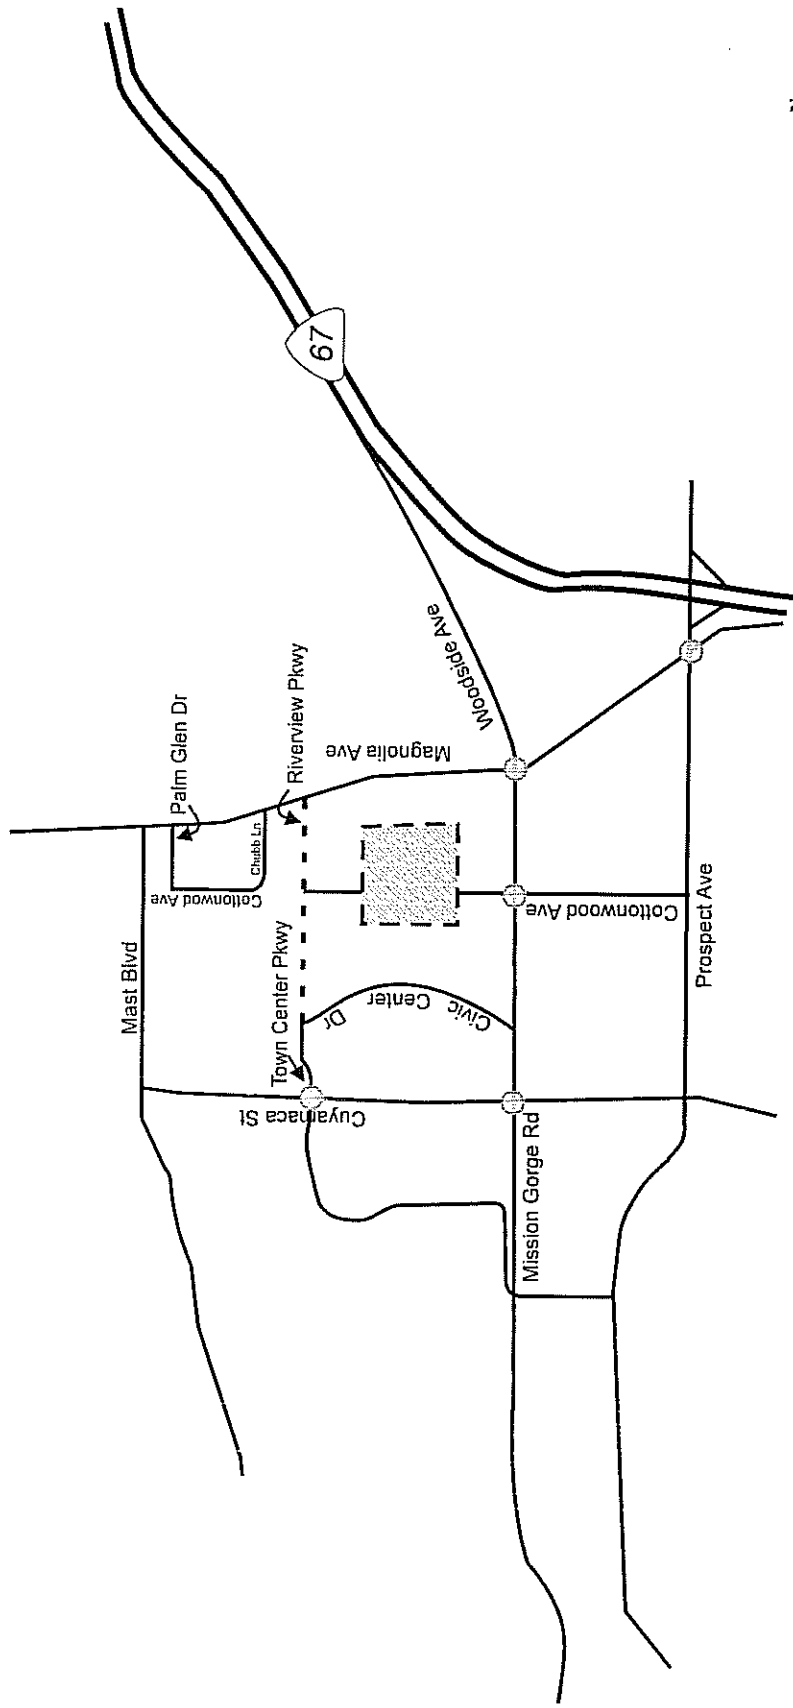 Mast Blvd
Palm Glen Dr
Cottonwod Ave
Chubb Ln
Riverview Pkwy
Town Center Pkwy
Magnolia Ave
Woodside Ave
67
Cuyamaca St
Civic Center Dr
Mission Gorge Rd
Cottonwood Ave
Prospect Ave